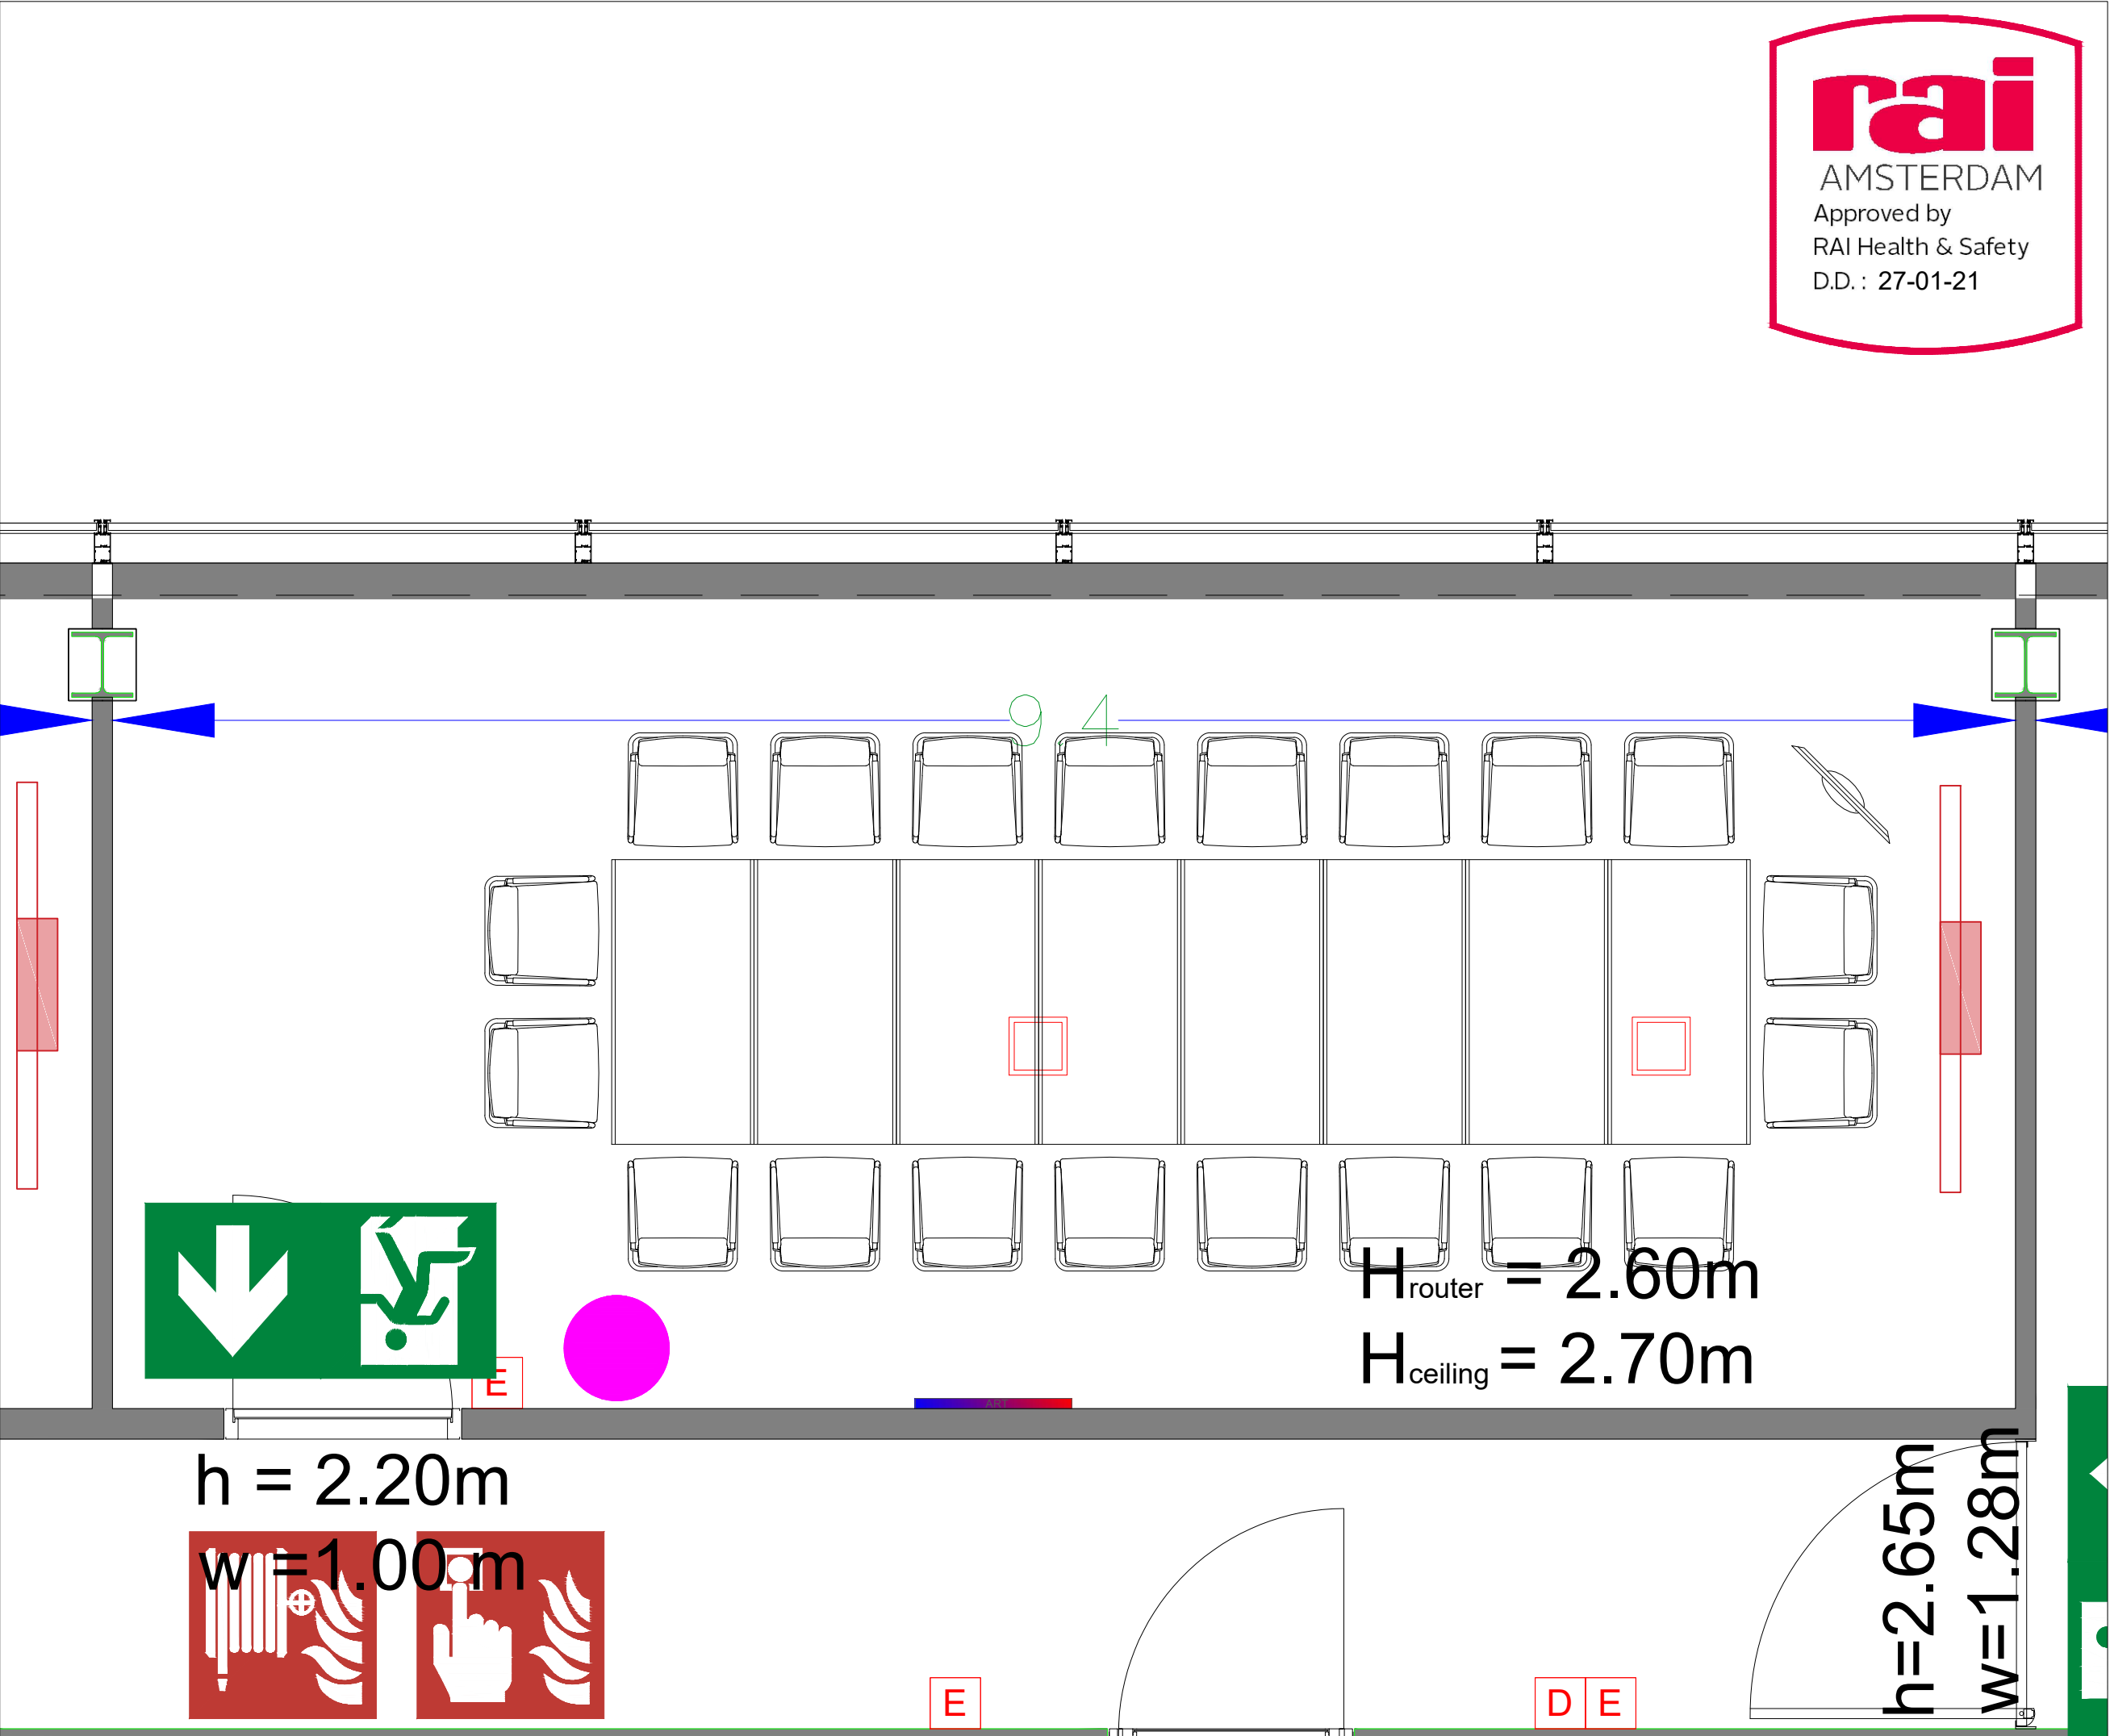 rai
AMSTERDAM
Approved by
RAI Health & Safety
D.D. : 27-01-21
9.4
Hrouter = 2.60m
Hceiling = 2.70m
E
ART
h = 2.20m
w =1.00 m
h=2.65m
w=1.28m
E
D E